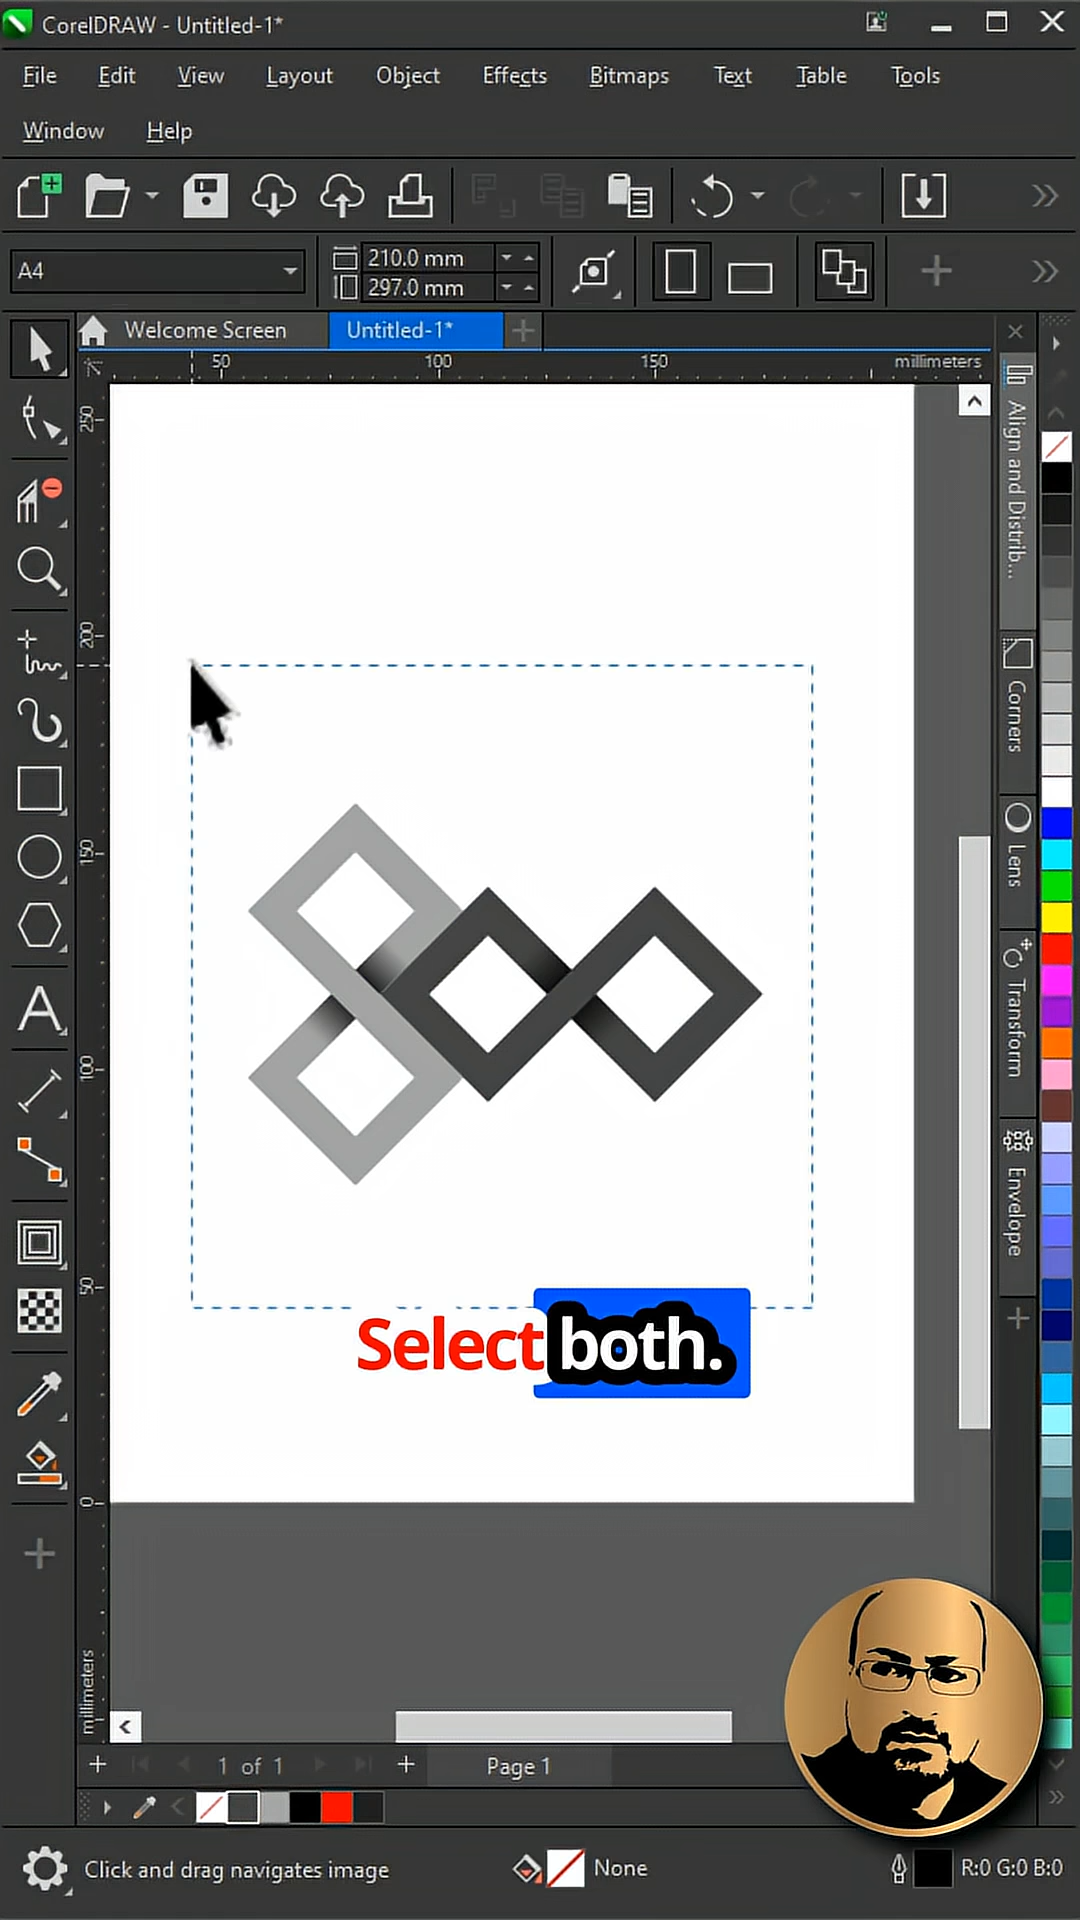 CorelDRAW - Untitled-1*
File Edit View Layout Object Effects Bitmaps Text Table Tools
Window Help
A4
210.0 mm
297.0 mm
Welcome Screen
Untitled-1*
50 100 150 millimeters
250
200
150
100
50
0
millimeters
Align and Distrib...
Corners
Lens
Transform
Envelope
Select both.
1 of 1
Page 1
Click and drag navigates image
None
R:0 G:0 B:0